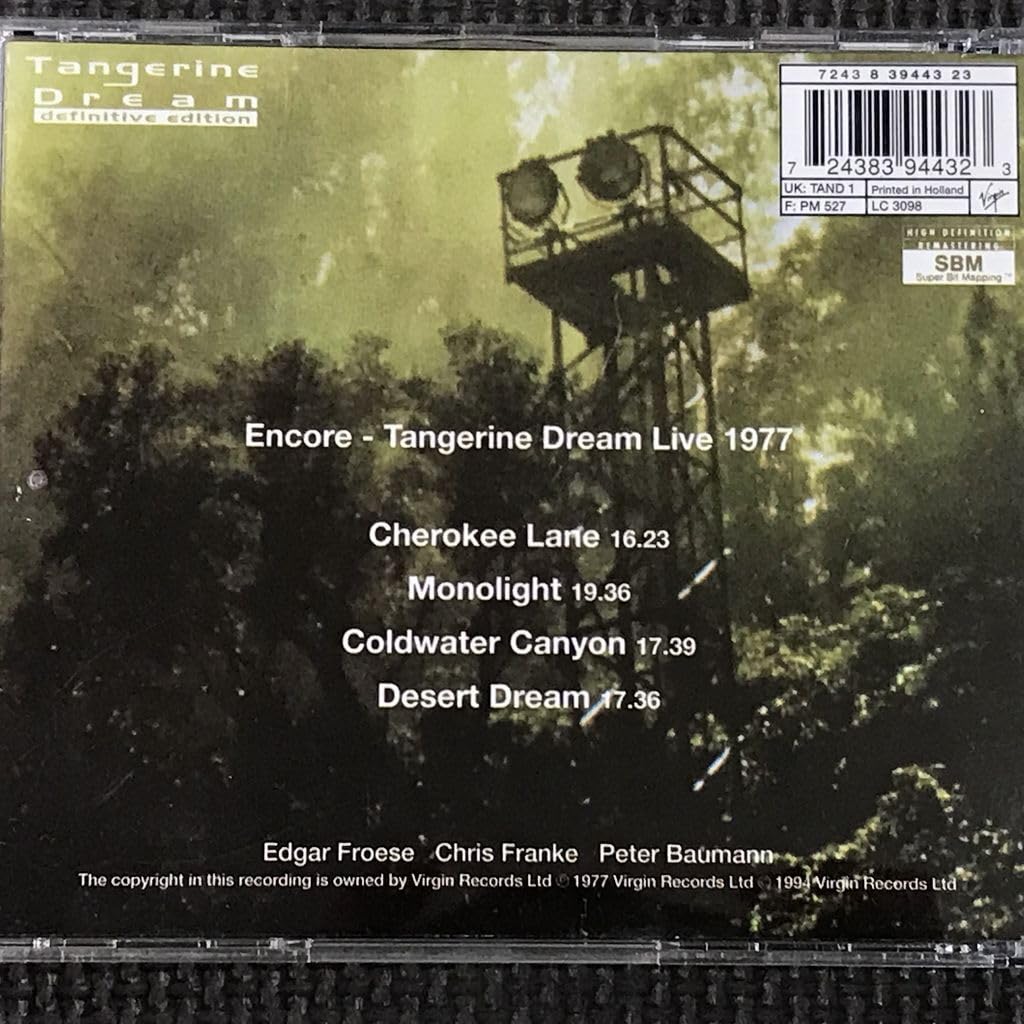 Tangerine
Dream
definitive edition
7243 8 39443 23
7 24383 94432 3
UK: TAND 1
Printed in Holland
F: PM 527
LC 3098
Virgin
HIGH DEFINITION
REMASTERING
SBM
Super Bit Mapping™
Encore - Tangerine Dream Live 1977
Cherokee Lane 16.23
Monolight 19.36
Coldwater Canyon 17.39
Desert Dream 17.36
Edgar Froese Chris Franke Peter Baumann
The copyright in this recording is owned by Virgin Records Ltd ℗ 1977 Virgin Records Ltd © 1994 Virgin Records Ltd